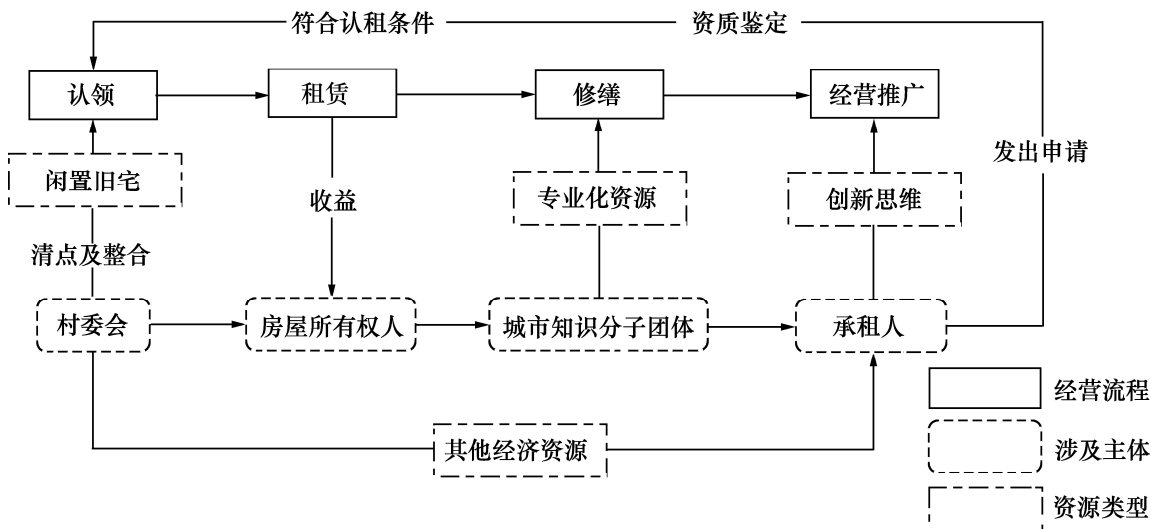 符合认租条件
资质鉴定
认领
租赁
修缮
经营推广
发出申请
闲置旧宅
收益
专业化资源
创新思维
清点及整合
村委会
房屋所有权人
城市知识分子团体
承租人
其他经济资源
经营流程
涉及主体
资源类型